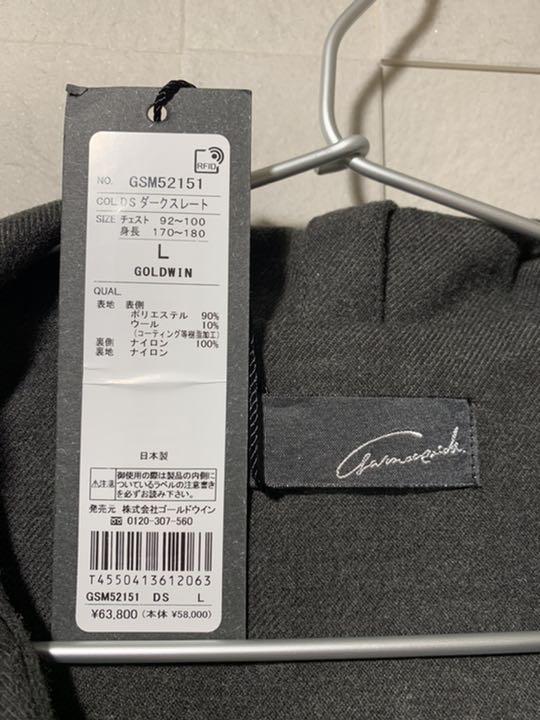 RFID
NO. GSM52151
COL.DS ダークスレート
SIZE チェスト 92〜100
身長 170〜180
L
GOLDWIN
QUAL.
表地 表側
ポリエステル 90%
ウール 10%
(コーティング等樹脂加工)
裏側 ナイロン 100%
裏地 ナイロン
日本製
注意 御使用の際は製品の内側に
ついているラベルの注意書き
を必ずお読み下さい。
発売元 株式会社ゴールドウイン
0120-307-560
T4550413612063
GSM52151 DS L
¥63,800(本体 ¥58,000)